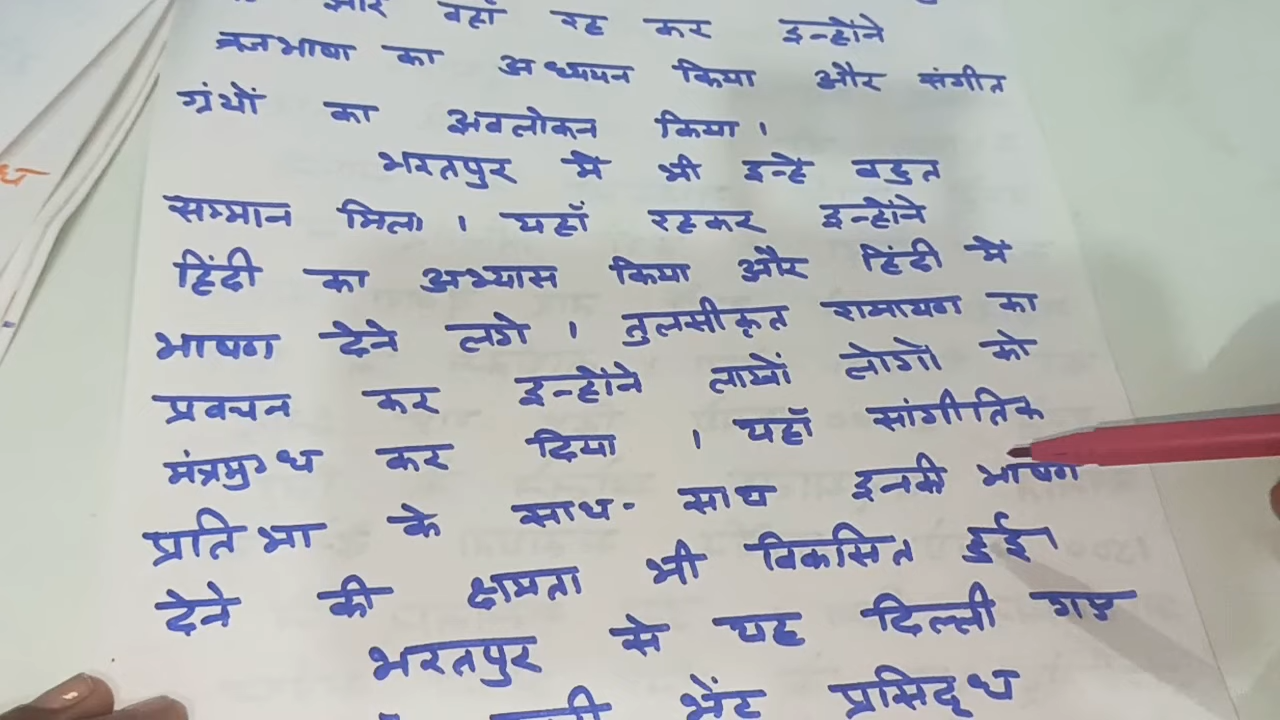 और वहाँ रह कर इन्होंने
ब्रजभाषा का अध्ययन किया और संगीत
ग्रंथों का अवलोकन किया।
भरतपुर में भी इन्हे बहुत
सम्मान मिला। यहाँ रहकर इन्होंने
हिंदी का अभ्यास किया और हिंदी में
भाषण देने लगे। तुलसीकृत रामायण का
प्रवचन कर इन्होंने लाखों लोगों को
मंत्रमुग्ध कर दिया। यहाँ सांगीतिक
प्रतिभा के साथ-साथ इनकी भाषण
देने की क्षमता भी विकसित हुई।
भरतपुर से यह दिल्ली गए
भेंट प्रसिद्ध